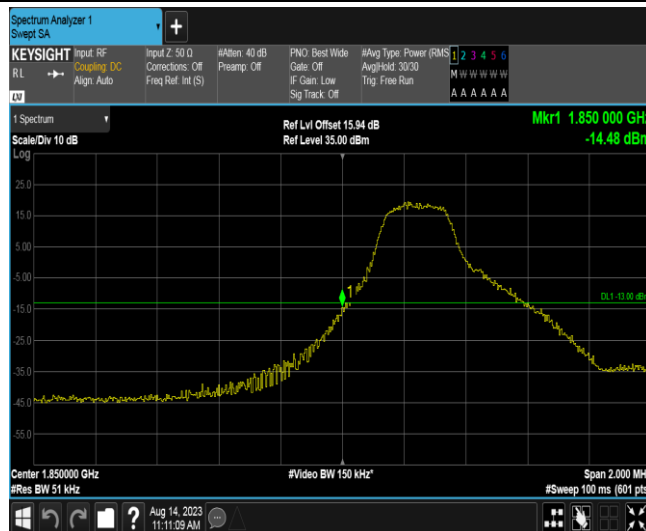 Spectrum Analyzer 1
Swept SA
KEYSIGHT
RL
LXI
Input: RF
Coupling: DC
Align: Auto
Input Z: 50 Ω
Corrections: Off
Freq Ref: Int (S)
#Atten: 40 dB
Preamp: Off
PNO: Best Wide
Gate: Off
IF Gain: Low
Sig Track: Off
#Avg Type: Power (RMS
Avg|Hold: 30/30
Trig: Free Run
1 2 3 4 5 6
M W W W W W
A A A A A A
1 Spectrum
Scale/Div 10 dB
Log
Ref Lvl Offset 15.94 dB
Ref Level 35.00 dBm
Mkr1 1.850 000 GHz
-14.48 dBm
25.0
15.0
5.00
-5.00
1
DL1 -13.00 dBm
-15.0
-25.0
-35.0
-45.0
-55.0
Center 1.850000 GHz
#Video BW 150 kHz*
Span 2.000 MH
#Res BW 51 kHz
#Sweep 100 ms (601 pts
?
Aug 14, 2023
11:11:09 AM